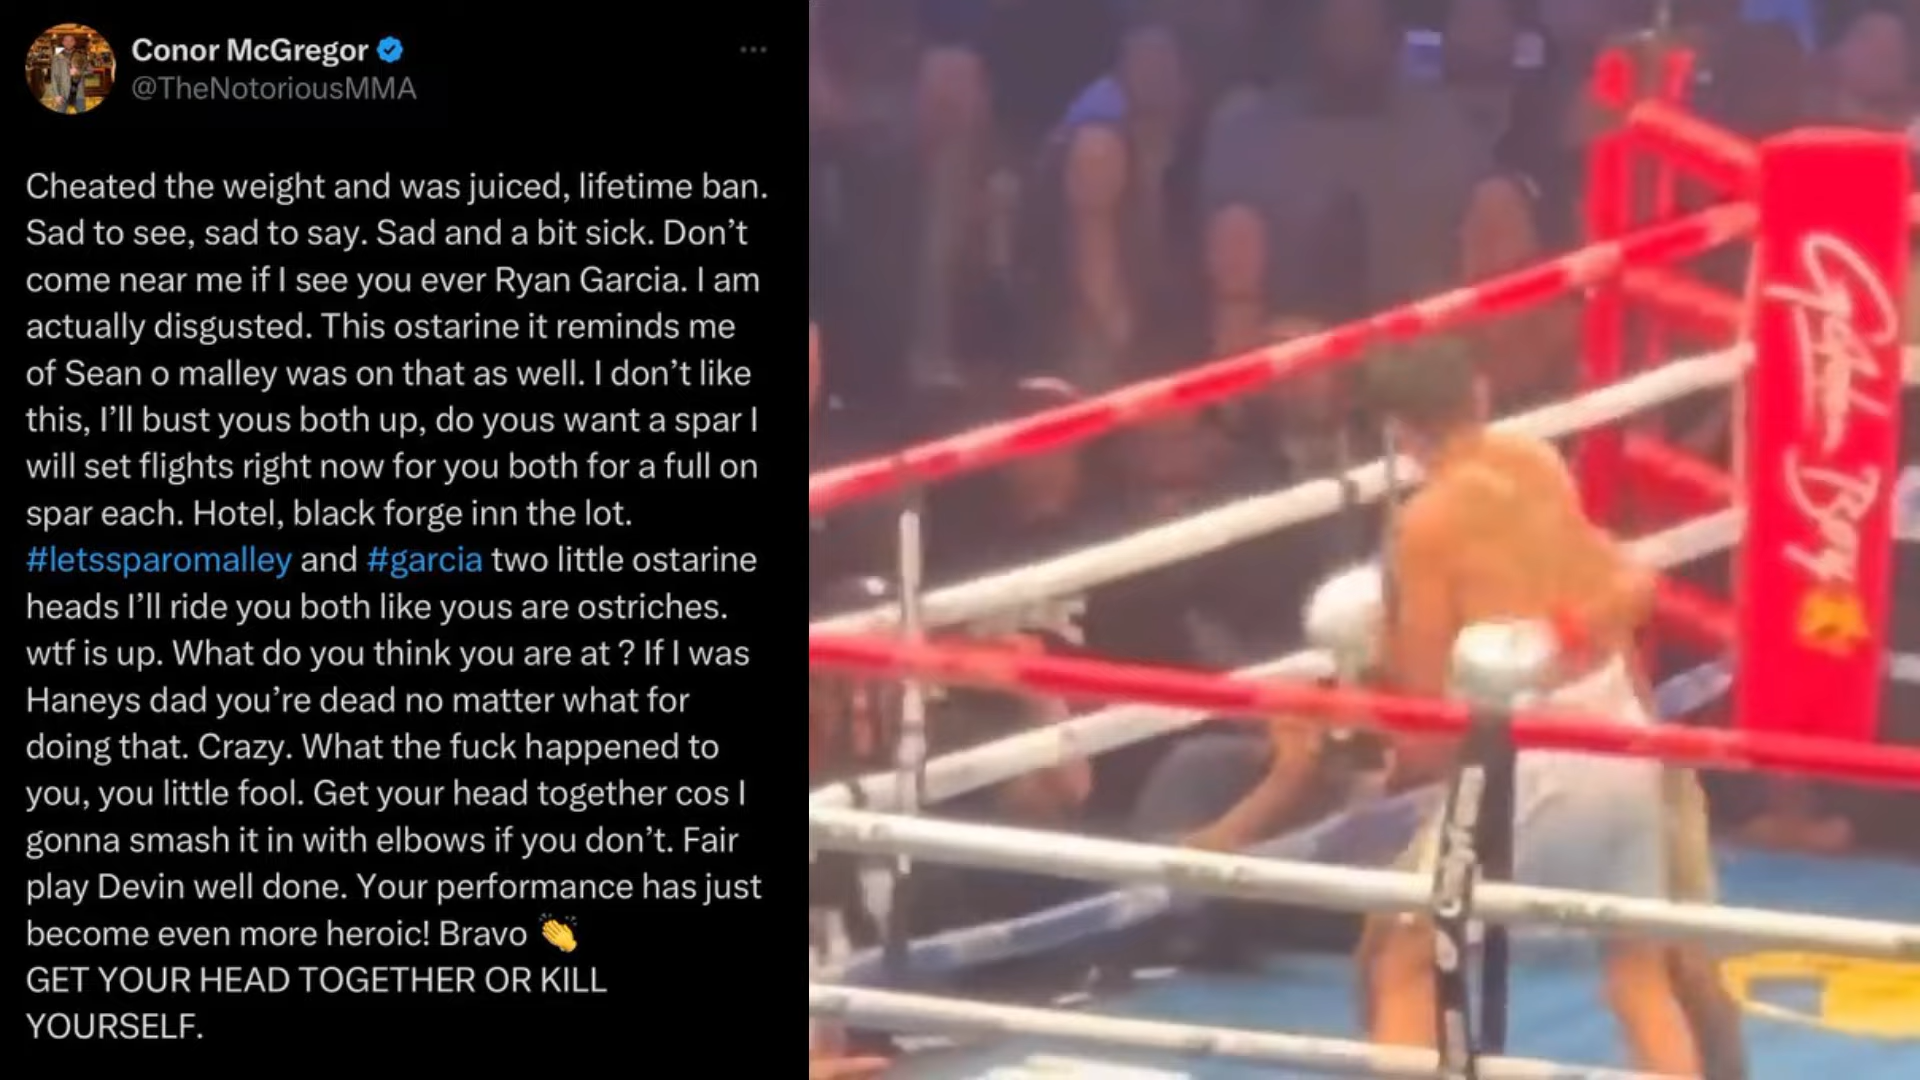 Conor McGregor
@TheNotoriousMMA
Cheated the weight and was juiced, lifetime ban.
Sad to see, sad to say. Sad and a bit sick. Don’t
come near me if I see you ever Ryan Garcia. I am
actually disgusted. This ostarine it reminds me
of Sean o malley was on that as well. I don’t like
this, I’ll bust yous both up, do yous want a spar I
will set flights right now for you both for a full on
spar each. Hotel, black forge inn the lot.
#letssparomalley and #garcia two little ostarine
heads I’ll ride you both like yous are ostriches.
wtf is up. What do you think you are at ? If I was
Haneys dad you’re dead no matter what for
doing that. Crazy. What the fuck happened to
you, you little fool. Get your head together cos I
gonna smash it in with elbows if you don’t. Fair
play Devin well done. Your performance has just
become even more heroic! Bravo 👏
GET YOUR HEAD TOGETHER OR KILL
YOURSELF.
Golden Boy